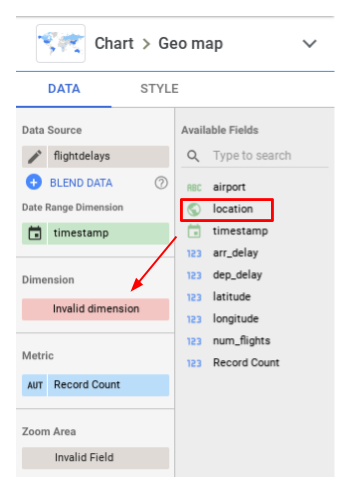 Chart > Geo map
DATA
STYLE
Data Source
flightdelays
BLEND DATA
Date Range Dimension
timestamp
Dimension
Invalid dimension
Metric
AUT Record Count
Zoom Area
Invalid Field
Available Fields
Type to search
ABC airport
location
timestamp
123 arr_delay
123 dep_delay
123 latitude
123 longitude
123 num_flights
123 Record Count